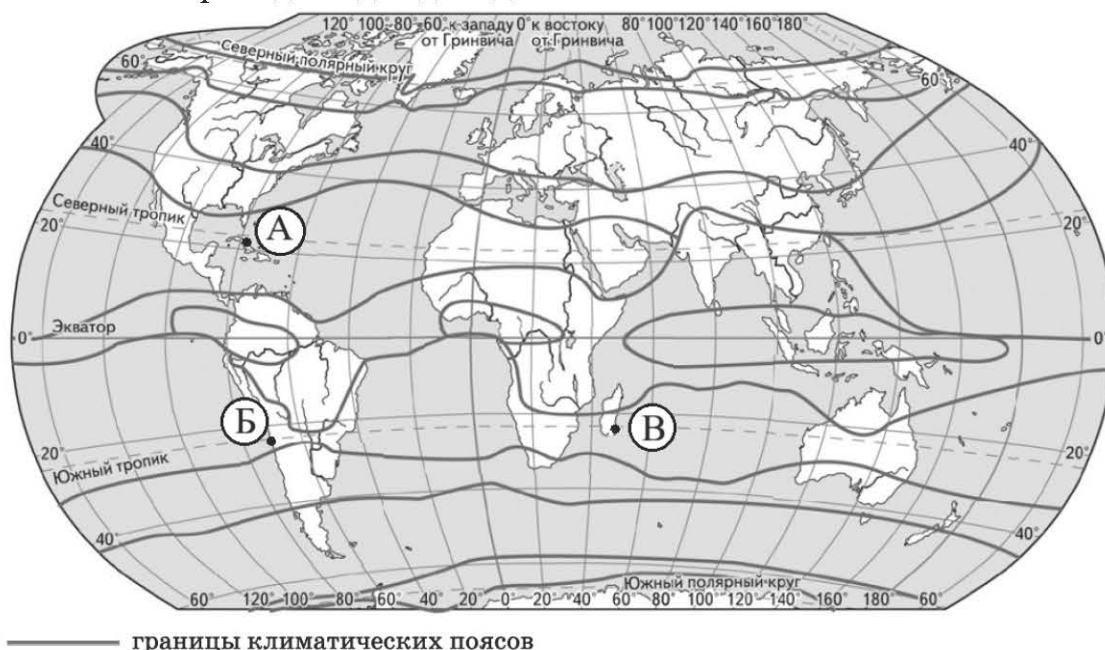 120° 100° 80° 60° к западу 0° к востоку 80° 100° 120° 140° 160° 180°
от Гринвича от Гринвича
Северный полярный круг
60° 60°
40° 40°
Северный тропик
А
20° 20°
Экватор
0° 0°
Б В
20° 20°
Южный тропик
40° 40°
Южный полярный круг
60° 120° 100° 80° 60° 40° 20° 0° 20° 40° 60° 80° 100° 120° 140° 160° 180° 60°
границы климатических поясов